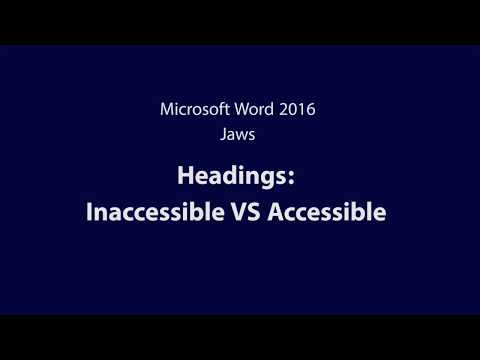 Microsoft Word 2016
Jaws
Headings:
Inaccessible VS Accessible